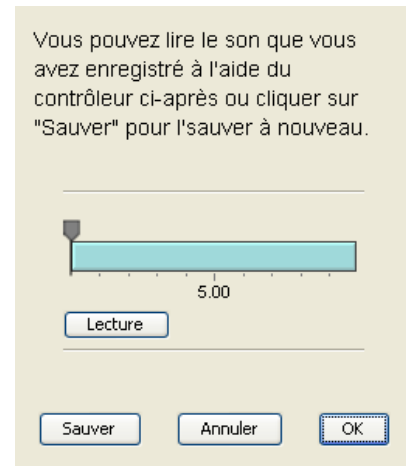 Vous pouvez lire le son que vous
avez enregistré à l'aide du
contrôleur ci-après ou cliquer sur
"Sauver" pour l'sauver à nouveau.
5.00
Lecture
Sauver Annuler OK